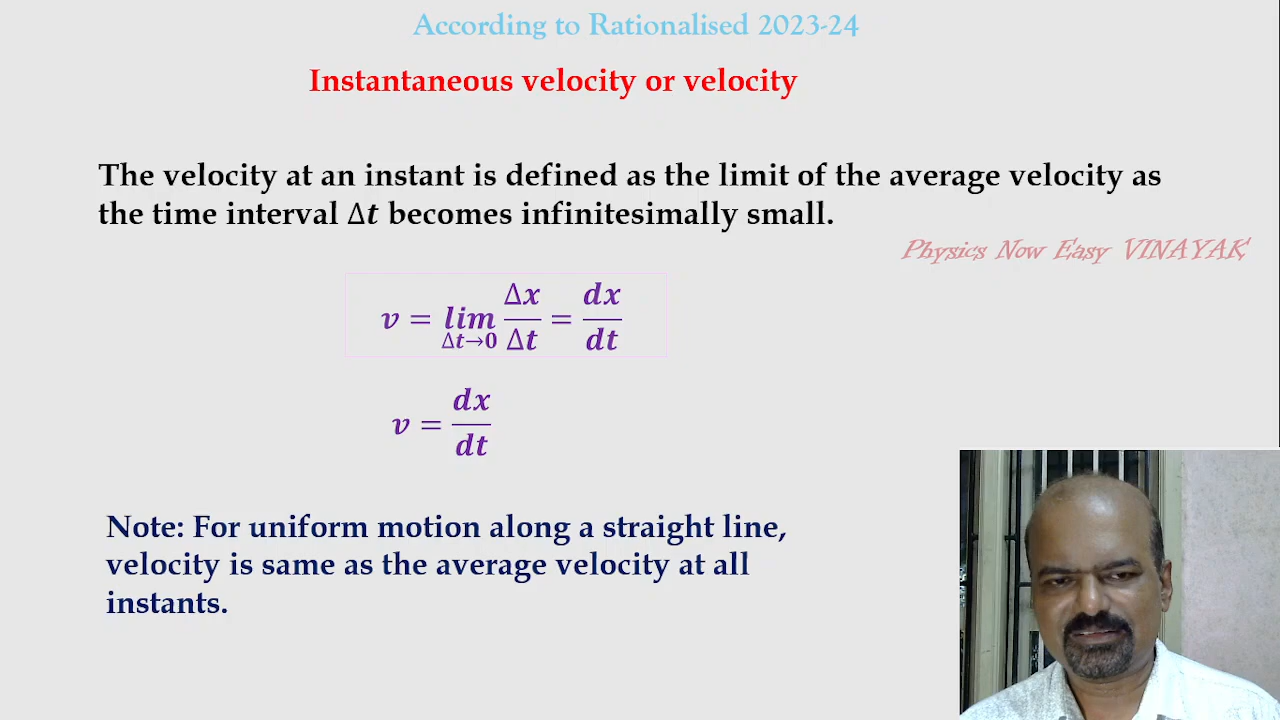 According to Rationalised 2023-24
Instantaneous velocity or velocity
The velocity at an instant is defined as the limit of the average velocity as
the time interval Δt becomes infinitesimally small.
Physics Now Easy VINAYAK
v = lim Δt→0 Δx/Δt = dx/dt
v = dx/dt
Note: For uniform motion along a straight line,
velocity is same as the average velocity at all
instants.